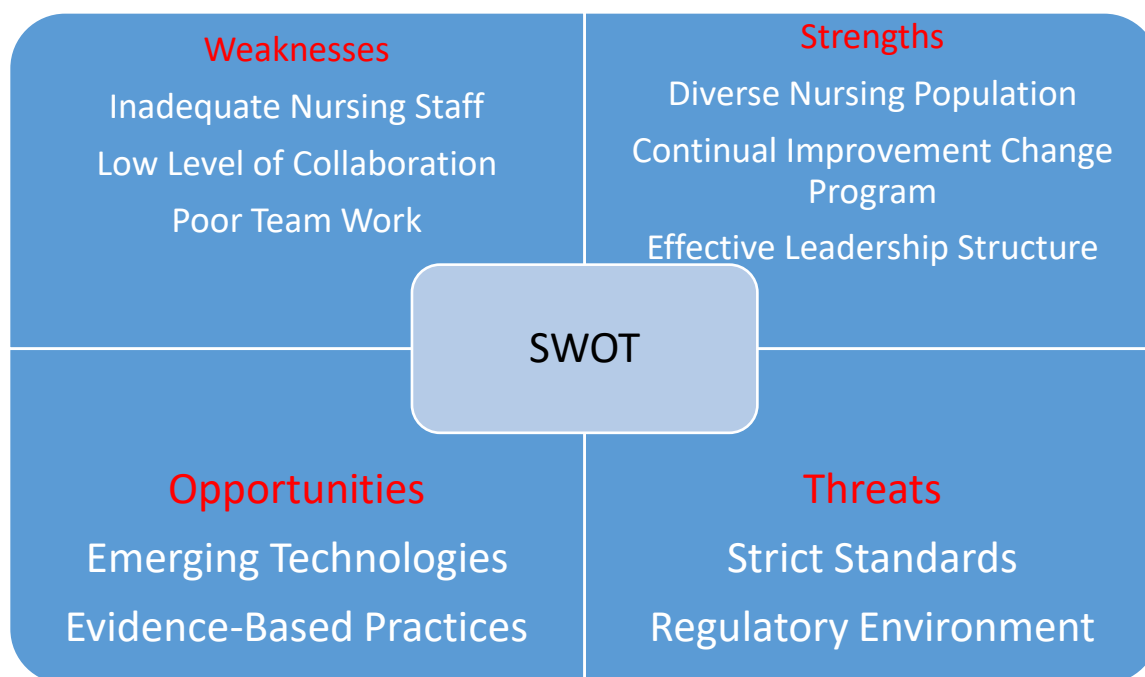 Weaknesses
Inadequate Nursing Staff
Low Level of Collaboration
Poor Team Work
Strengths
Diverse Nursing Population
Continual Improvement Change
Program
Effective Leadership Structure
SWOT
Opportunities
Emerging Technologies
Evidence-Based Practices
Threats
Strict Standards
Regulatory Environment